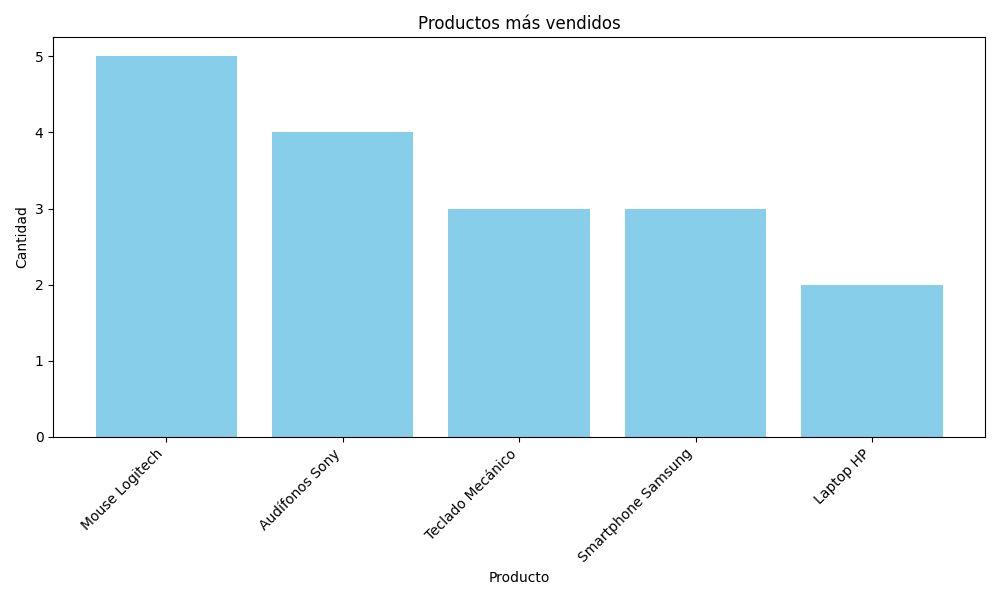 Productos más vendidos
Cantidad
5
4
3
2
1
0
Mouse Logitech
Audífonos Sony
Teclado Mecánico
Smartphone Samsung
Laptop HP
Producto